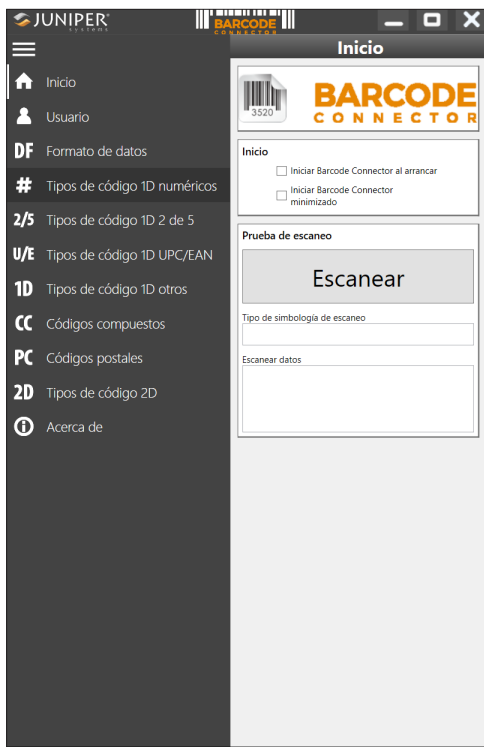 JUNIPER
systems
BARCODE
CONNECTOR
Inicio
Inicio
Usuario
DF Formato de datos
# Tipos de código 1D numéricos
2/5 Tipos de código 1D 2 de 5
U/E Tipos de código 1D UPC/EAN
1D Tipos de código 1D otros
CC Códigos compuestos
PC Códigos postales
2D Tipos de código 2D
Acerca de
3520
BARCODE
CONNECTOR
Inicio
Iniciar Barcode Connector al arrancar
Iniciar Barcode Connector
minimizado
Prueba de escaneo
Escanear
Tipo de simbología de escaneo
Escanear datos